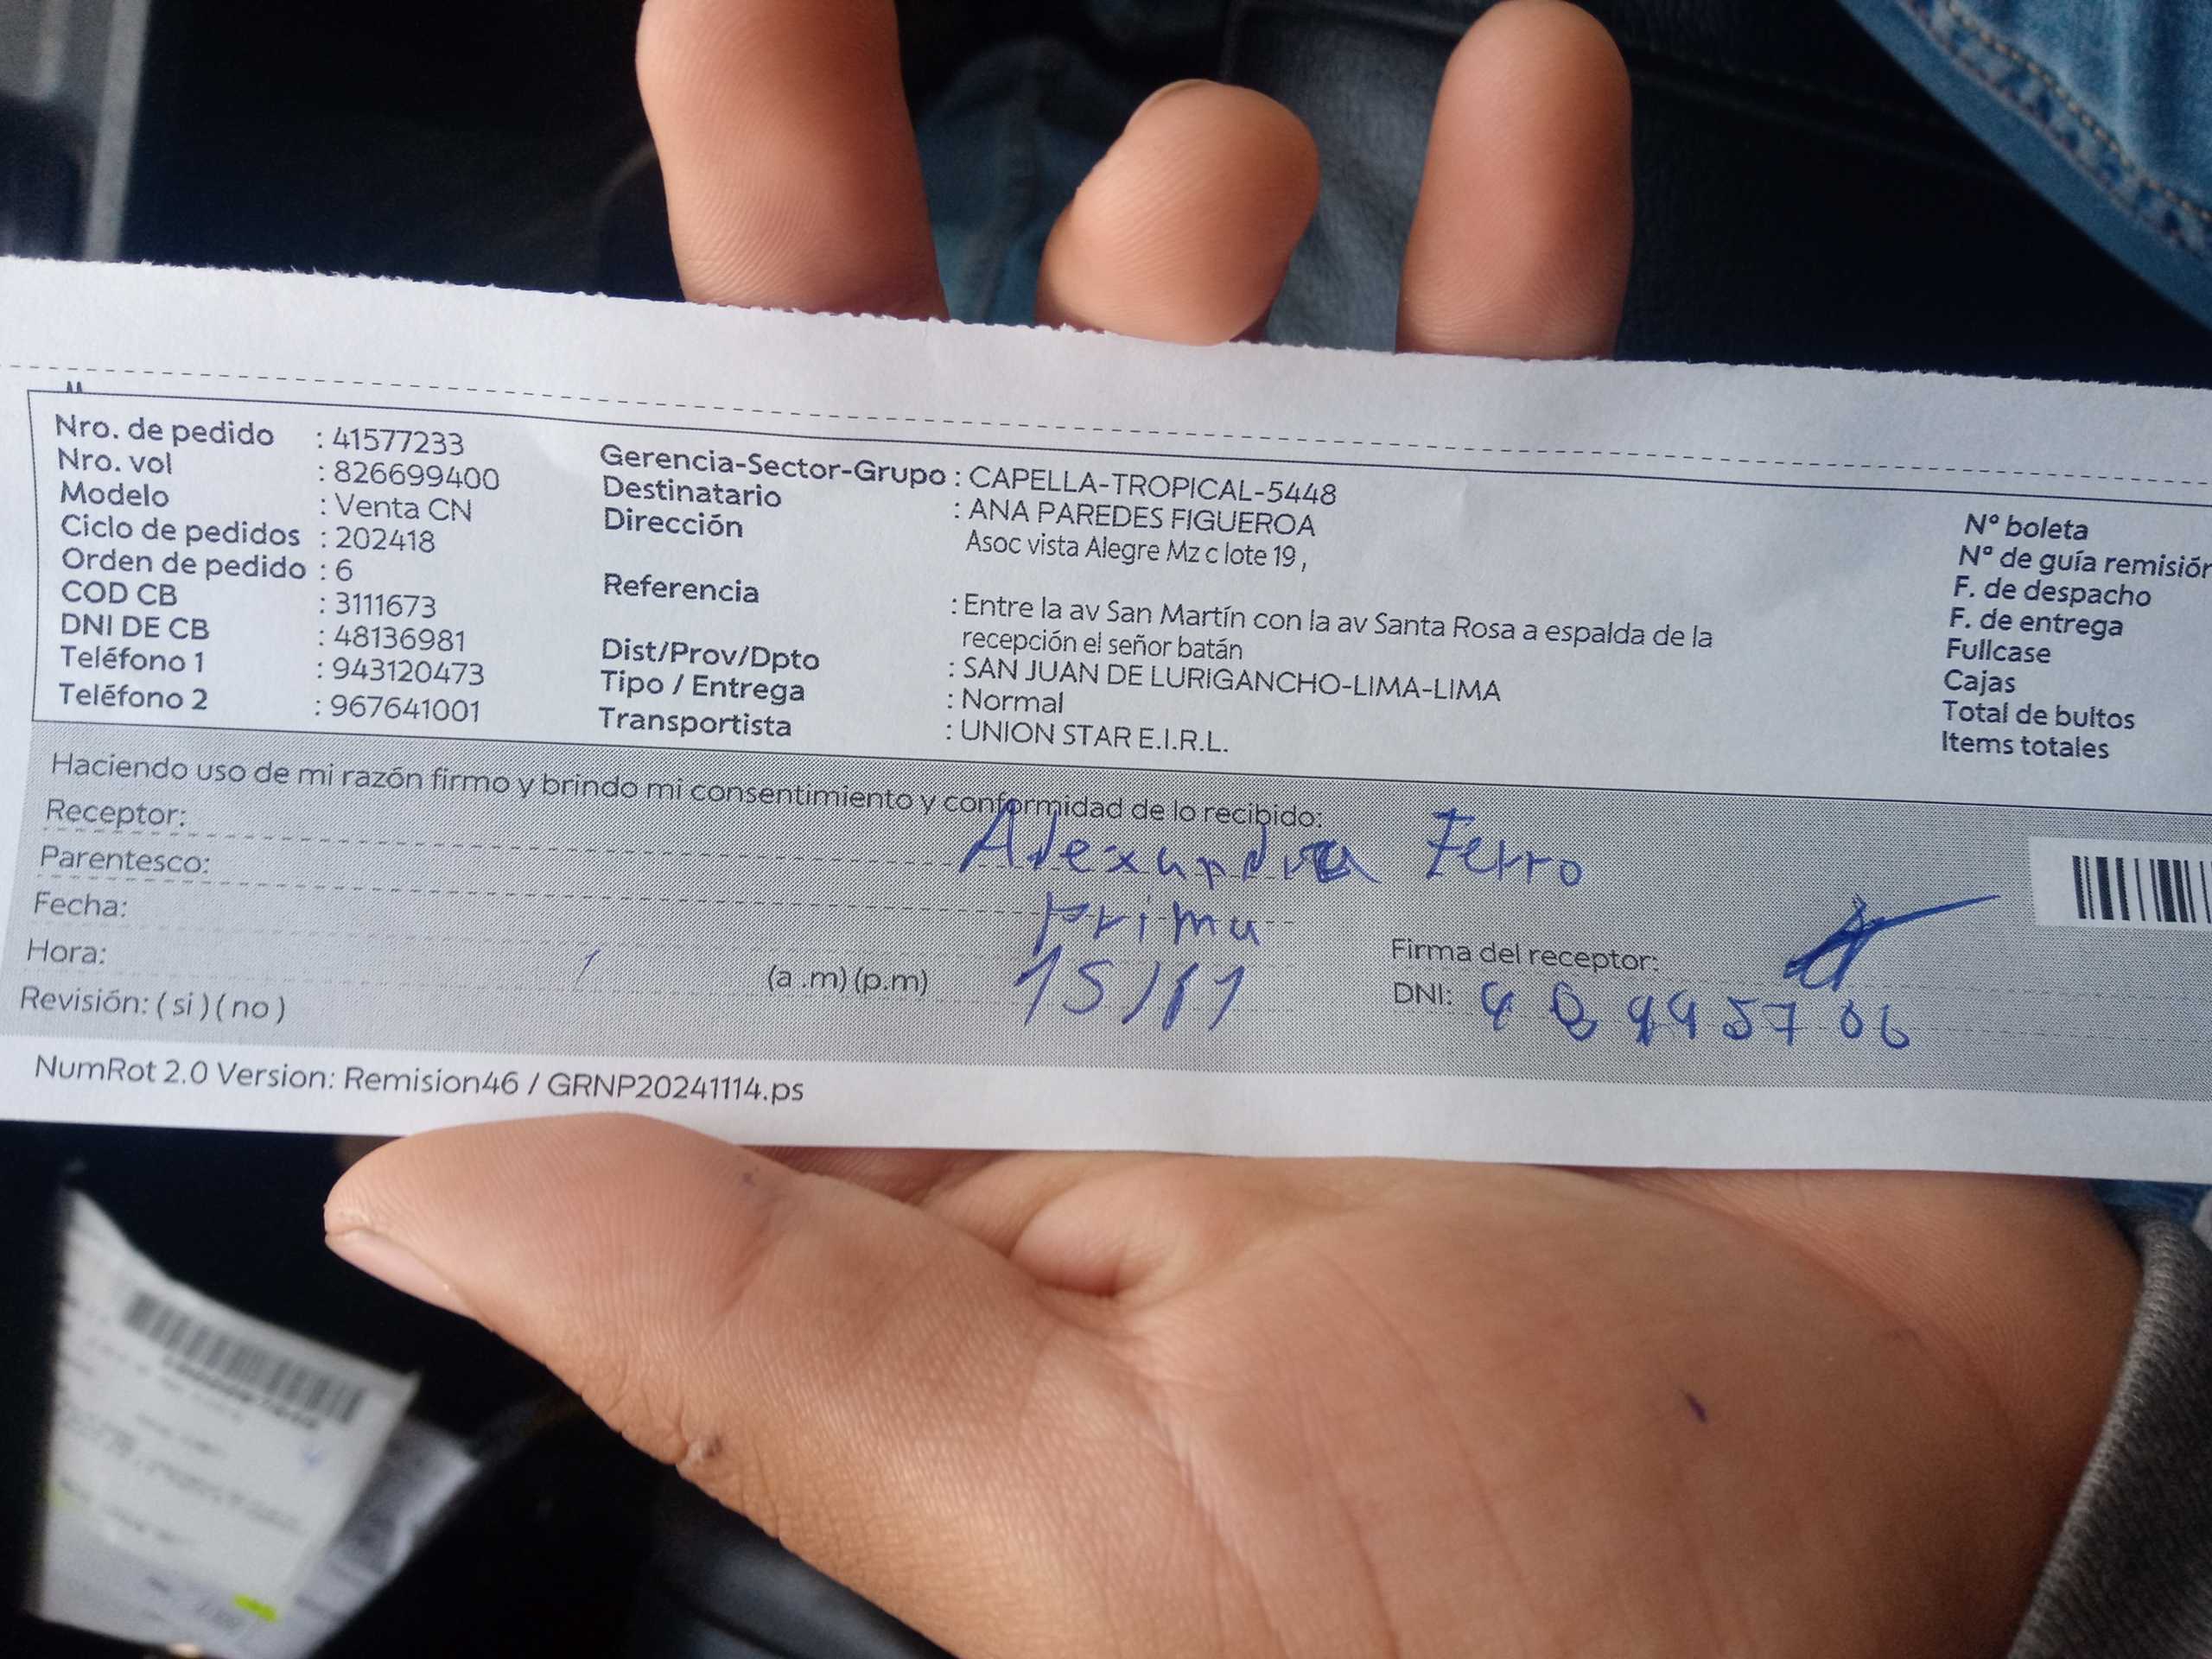 Nro. de pedido : 41577233
Nro. vol : 826699400
Modelo : Venta CN
Ciclo de pedidos : 202418
Orden de pedido : 6
COD CB : 3111673
DNI DE CB : 48136981
Teléfono 1 : 943120473
Teléfono 2 : 967641001
Gerencia-Sector-Grupo : CAPELLA-TROPICAL-5448
Destinatario : ANA PAREDES FIGUEROA
Dirección Asoc vista Alegre Mz c lote 19 ,
Referencia : Entre la av San Martín con la av Santa Rosa a espalda de la
recepción el señor batán
Dist/Prov/Dpto : SAN JUAN DE LURIGANCHO-LIMA-LIMA
Tipo / Entrega : Normal
Transportista : UNION STAR E.I.R.L.
N° boleta
N° de guía remisión
F. de despacho
F. de entrega
Fullcase
Cajas
Total de bultos
Items totales
Haciendo uso de mi razón firmo y brindo mi consentimiento y conformidad de lo recibido:
Receptor: Alexandra Ferro
Parentesco: prima
Fecha: 15/11
Hora: (a .m) (p.m)
Revisión: ( si ) ( no )
Firma del receptor:
DNI:
NumRot 2.0 Version: Remision46 / GRNP20241114.ps